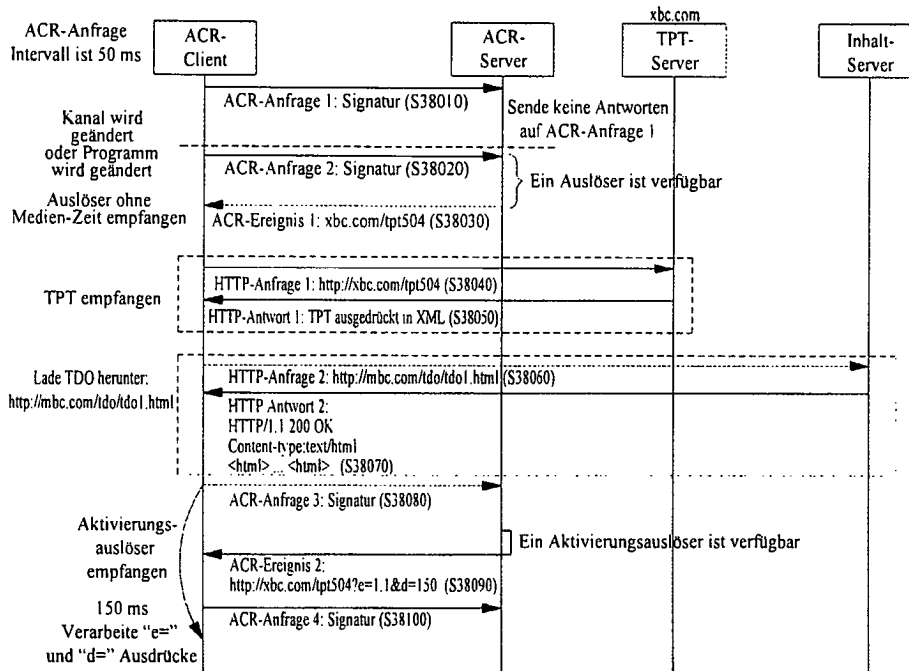 xbc.com
ACR-Anfrage
Intervall ist 50 ms
ACR-
Client
ACR-
Server
TPT-
Server
Inhalt-
Server
ACR-Anfrage 1: Signatur (S38010)
Sende keine Antworten
auf ACR-Anfrage 1
Kanal wird
geändert
oder Programm
wird geändert
ACR-Anfrage 2: Signatur (S38020)
Ein Auslöser ist verfügbar
Auslöser ohne
Medien-Zeit empfangen
ACR-Ereignis 1: xbc.com/tpt504 (S38030)
HTTP-Anfrage 1: http://xbc.com/tpt504 (S38040)
TPT empfangen
HTTP-Antwort 1: TPT ausgedrückt in XML (S38050)
Lade TDO herunter:
http://mbc.com/tdo/tdo1.html
HTTP-Anfrage 2: http://mbc.com/tdo/tdo1.html (S38060)
HTTP Antwort 2:
HTTP/1.1 200 OK
Content-type:text/html
<html> ... <html> (S38070)
ACR-Anfrage 3: Signatur (S38080)
Aktivierungs-
auslöser
empfangen
Ein Aktivierungsauslöser ist verfügbar
ACR-Ereignis 2:
http://xbc.com/tpt504?e=1.1&d=150 (S38090)
150 ms
Verarbeite "e="
und "d=" Ausdrücke
ACR-Anfrage 4: Signatur (S38100)